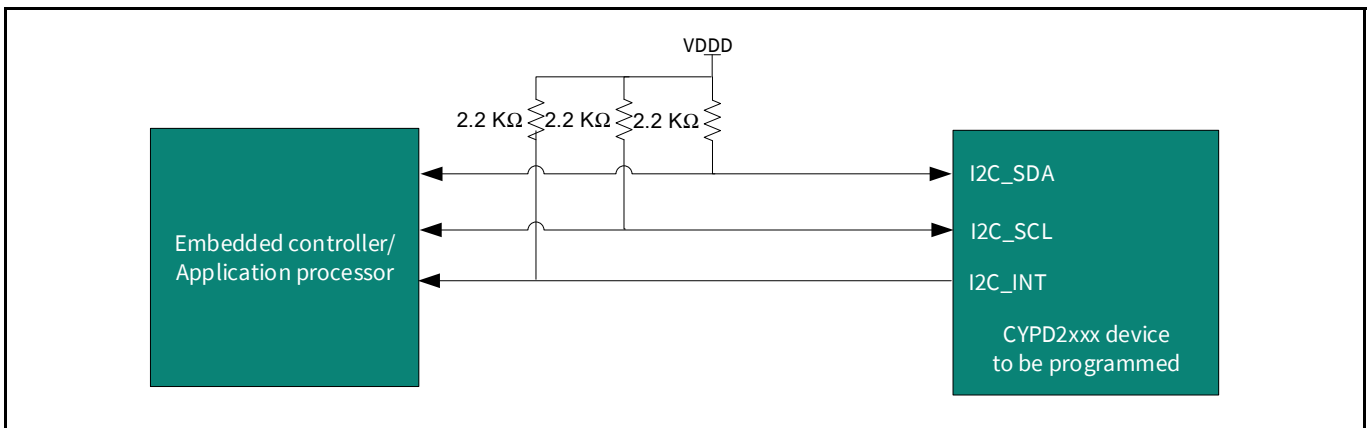 VDDD
2.2 KΩ 2.2 KΩ 2.2 KΩ
I2C_SDA
Embedded controller/
Application processor
I2C_SCL
I2C_INT
CYPD2xxx device
to be programmed